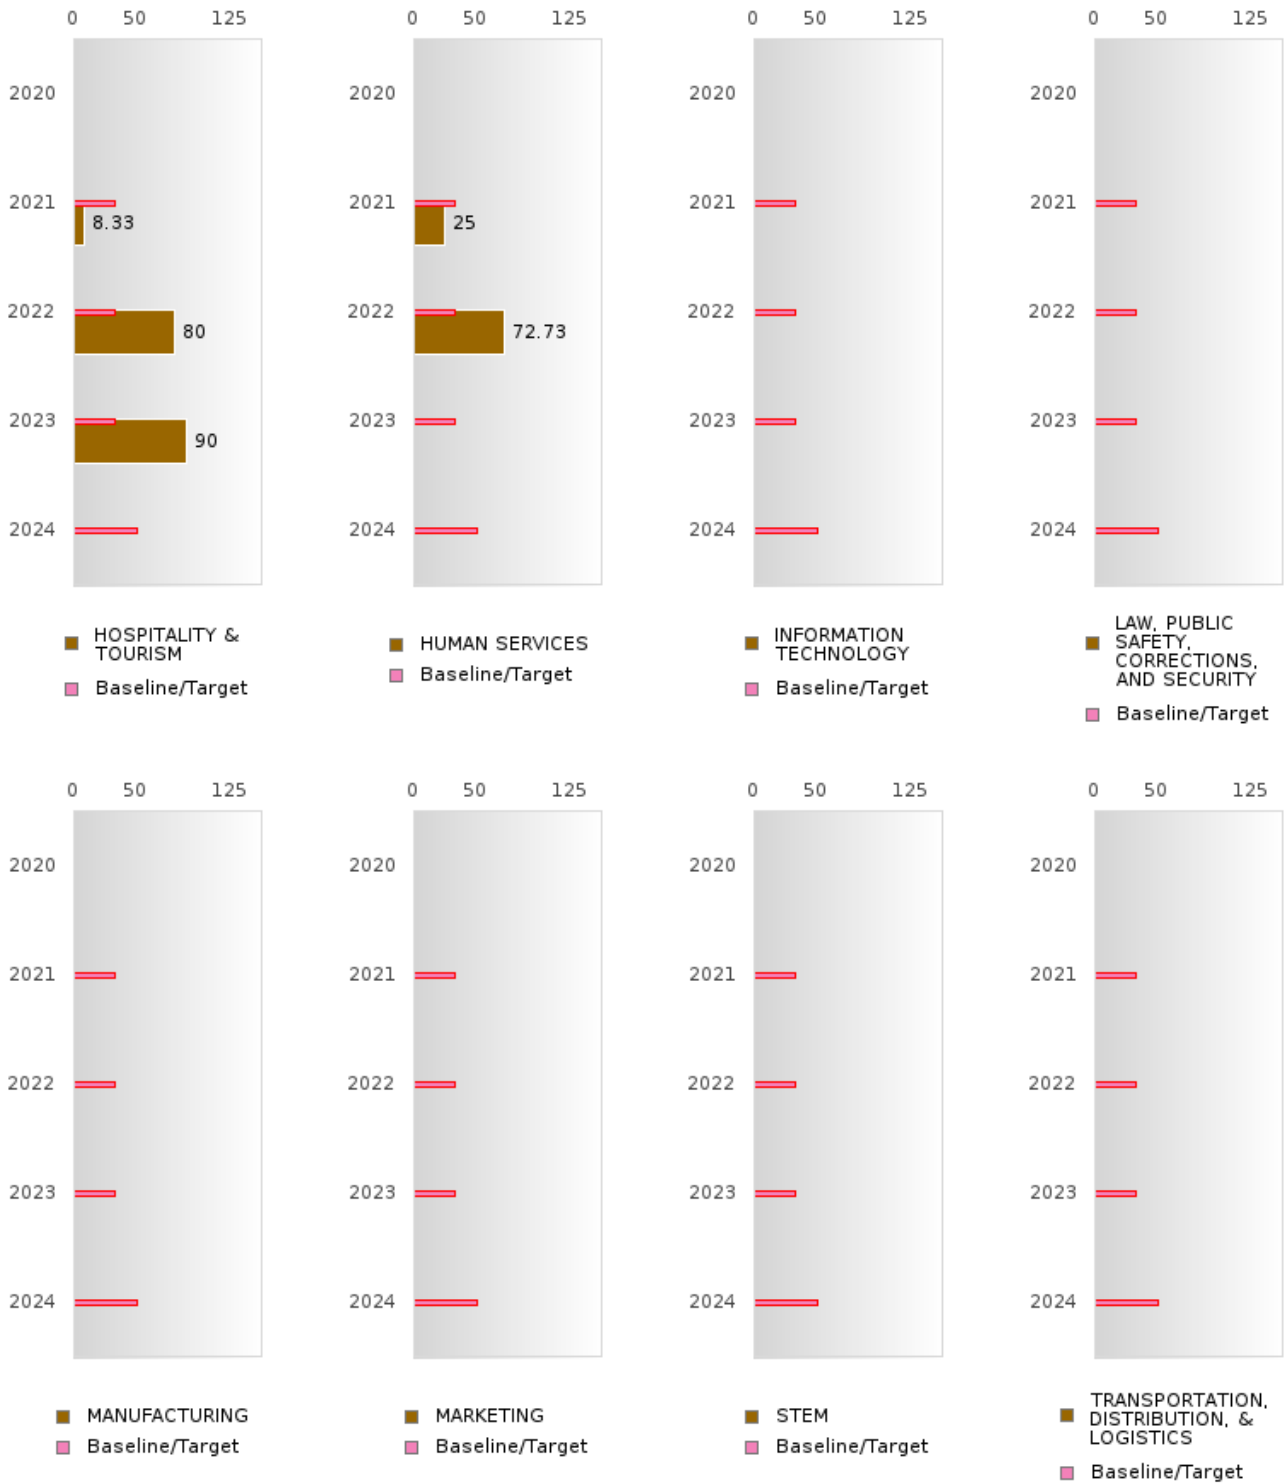 0 50 125
2020
2021
8.33
2022
80
2023
90
2024
HOSPITALITY &
TOURISM
Baseline/Target
0 50 125
2020
2021
25
2022
72.73
2023
2024
HUMAN SERVICES
Baseline/Target
0 50 125
2020
2021
2022
2023
2024
INFORMATION
TECHNOLOGY
Baseline/Target
0 50 125
2020
2021
2022
2023
2024
LAW, PUBLIC
SAFETY,
CORRECTIONS,
AND SECURITY
Baseline/Target
0 50 125
2020
2021
2022
2023
2024
MANUFACTURING
Baseline/Target
0 50 125
2020
2021
2022
2023
2024
MARKETING
Baseline/Target
0 50 125
2020
2021
2022
2023
2024
STEM
Baseline/Target
0 50 125
2020
2021
2022
2023
2024
TRANSPORTATION,
DISTRIBUTION, &
LOGISTICS
Baseline/Target